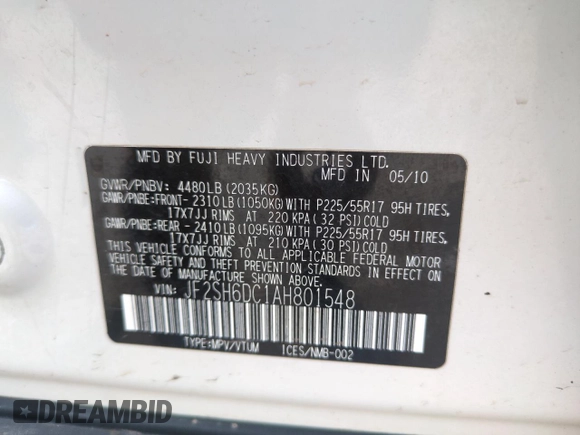 MFD BY FUJI HEAVY INDUSTRIES LTD.
MFD IN 05/10
GVWR/PNBV: 4480LB(2035KG)
GAWR/PNBE:FRONT- 2310LB(1050KG)WITH P225/55R17 95H TIRES,
17X7JJ RIMS AT 220 KPA(32 PSI)COLD
GAWR/PNBE:REAR - 2410LB(1095KG)WITH P225/55R17 95H TIRES,
17X7JJ RIMS AT 210 KPA(30 PSI)COLD
THIS VEHICLE CONFORMS TO ALL APPLICABLE FEDERAL MOTOR
VEHICLE SAFETY AND THEFT PREVENTION STANDARDS IN EFFECT
ON THE DATE OF MANUFACTURE SHOWN ABOVE.
VIN: JF2SH6DC1AH801548
TYPE:MPV/VTUM ICES/NMB-002
DREAMBID